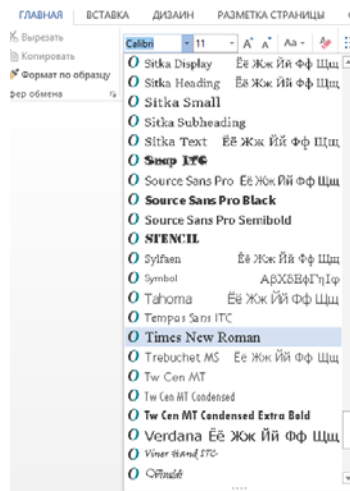 ГЛАВНАЯ ВСТАВКА ДИЗАЙН РАЗМЕТКА СТРАНИЦЫ
Вырезать
Копировать
Формат по образцу
фер обмена
Calibri 11 A A Aa
O Sitka Display Ёё Жж Йй Фф Щщ
O Sitka Heading Ёё Жж Йй Фф Щщ
O Sitka Small
O Sitka Subheading
O Sitka Text Ёё Жж Йй Фф Щщ
O Snap ITC
O Source Sans Pro Ёё Жж Йй Фф Щщ
O Source Sans Pro Black
O Source Sans Pro Semibold
O STENCIL
O Sylfaen Ёё Жж Йй Фф Щщ
O Symbol ΑβΧδΕφΓηΙφ
O Tahoma Ёё Жж Йй Фф Щщ
O Tempus Sans ITC
O Times New Roman
O Trebuchet MS Ёё Жж Йй Фф Щщ
O Tw Cen MT
O Tw Cen MT Condensed
O Tw Cen MT Condensed Extra Bold
O Verdana Ёё Жж Йй Фф Щщ
O Viner Hand ITC
O Vivaldi